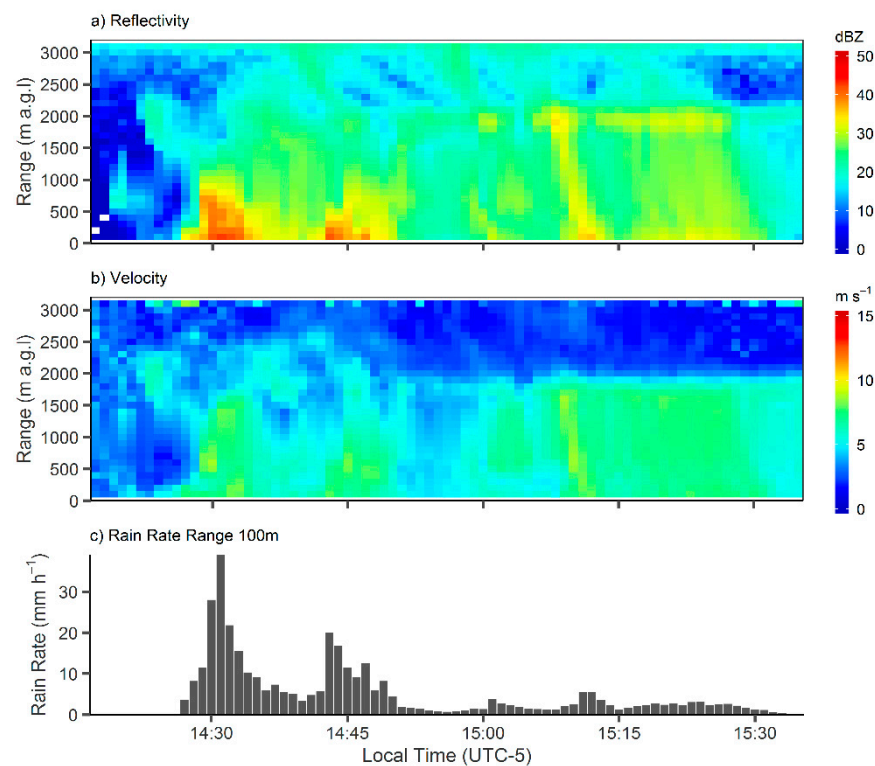 a) Reflectivity
dBZ
Range (m a.g.l)
3000
2500
2000
1500
1000
500
0
50
40
30
20
10
0
b) Velocity
m s⁻¹
Range (m a.g.l)
3000
2500
2000
1500
1000
500
0
15
10
5
0
c) Rain Rate Range 100m
Rain Rate (mm h⁻¹)
30
20
10
0
14:30 14:45 15:00 15:15 15:30
Local Time (UTC-5)